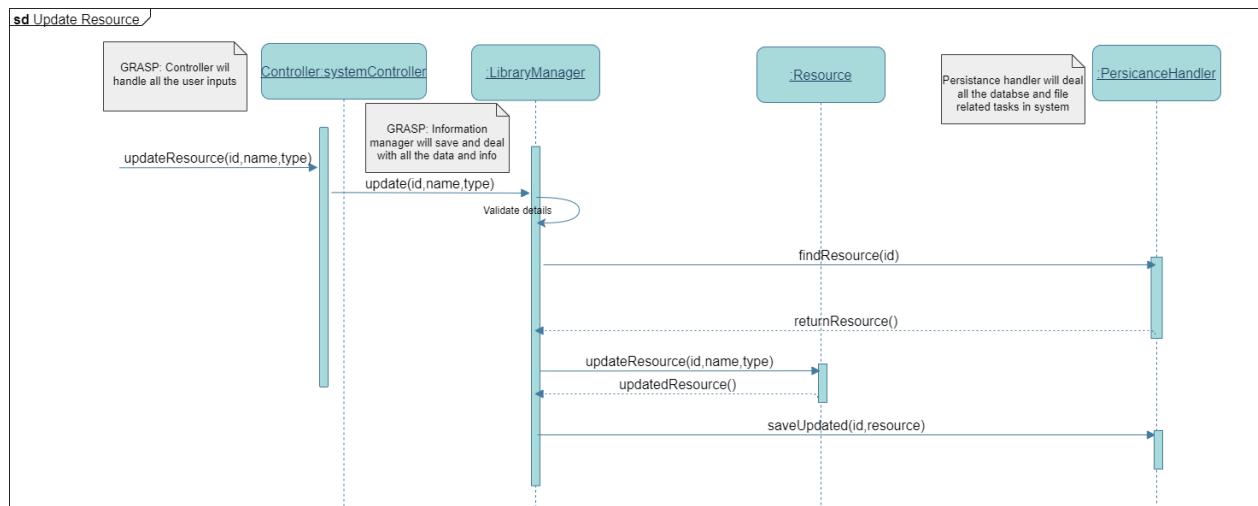 sd Update Resource
GRASP: Controller wil
handle all the user inputs
Controller:systemController
:LibraryManager
:Resource
Persistance handler will deal
all the databse and file
related tasks in system
:PersicanceHandler
GRASP: Information
manager will save and deal
with all the data and info
updateResource(id,name,type)
update(id,name,type)
Validate details
findResource(id)
returnResource()
updateResource(id,name,type)
updatedResource()
saveUpdated(id,resource)